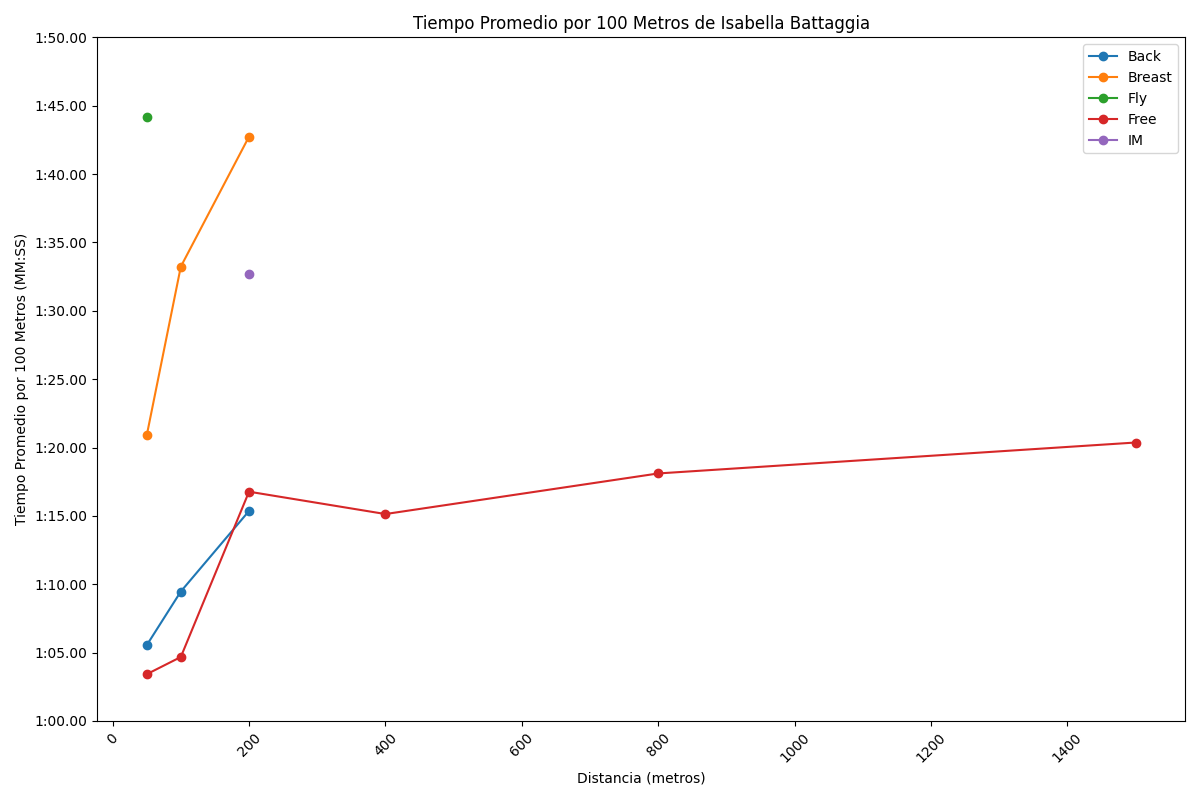 Tiempo Promedio por 100 Metros de Isabella Battaggia
Tiempo Promedio por 100 Metros (MM:SS)
1:50.00
1:45.00
1:40.00
1:35.00
1:30.00
1:25.00
1:20.00
1:15.00
1:10.00
1:05.00
1:00.00
Back
Breast
Fly
Free
IM
0
200
400
600
800
1000
1200
1400
Distancia (metros)